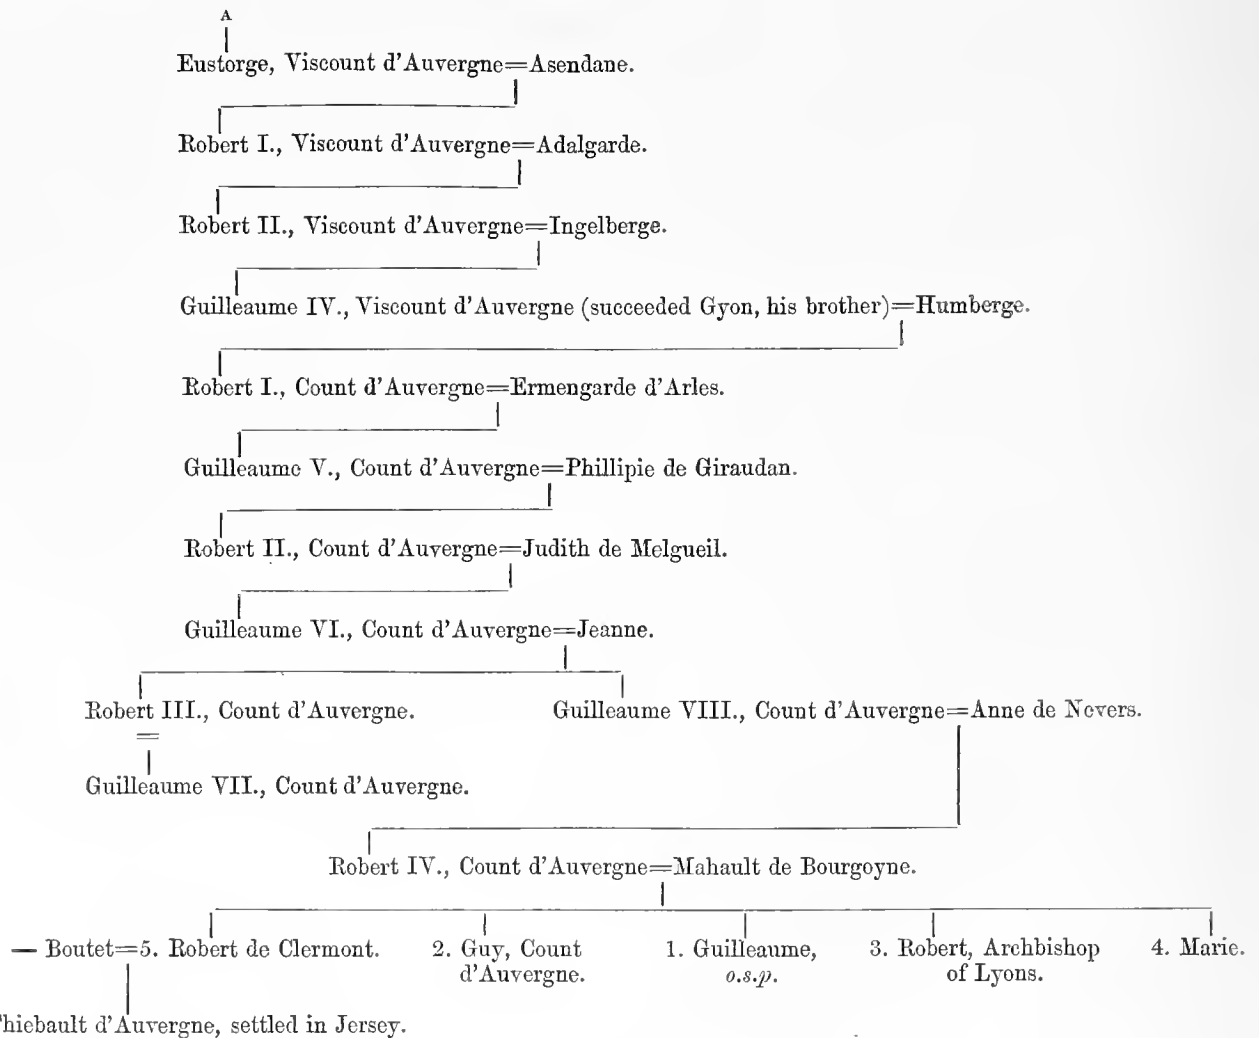 A
Eustorge, Viscount d'Auvergne=Asendane.
Robert I., Viscount d'Auvergne=Adalgarde.
Robert II., Viscount d'Auvergne=Ingelberge.
Guilleaume IV., Viscount d'Auvergne (succeeded Gyon, his brother)=Humberge.
Robert I., Count d'Auvergne=Ermengarde d'Arles.
Guilleaume V., Count d'Auvergne=Phillipie de Giraudan.
Robert II., Count d'Auvergne=Judith de Melgueil.
Guilleaume VI., Count d'Auvergne=Jeanne.
Robert III., Count d'Auvergne. Guilleaume VIII., Count d'Auvergne=Anne de Nevers.
=
Guilleaume VII., Count d'Auvergne.
Robert IV., Count d'Auvergne=Mahault de Bourgoyne.
— Boutet=5. Robert de Clermont. 2. Guy, Count 1. Guilleaume, 3. Robert, Archbishop 4. Marie.
d'Auvergne. o.s.p. of Lyons.
hiebault d'Auvergne, settled in Jersey.